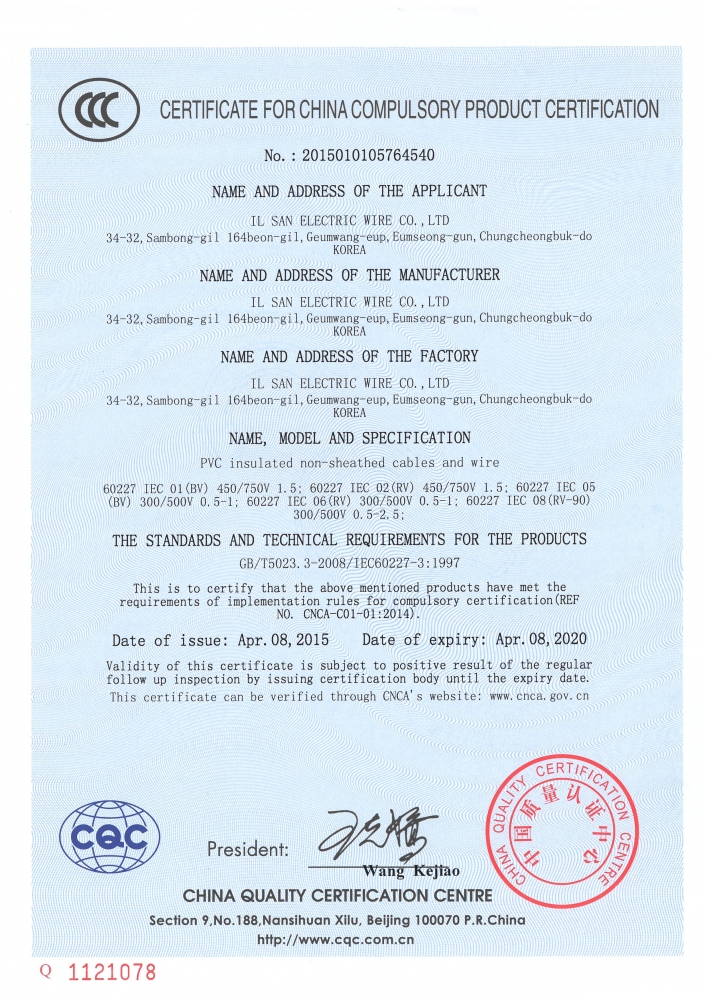 CCC
CERTIFICATE FOR CHINA COMPULSORY PRODUCT CERTIFICATION
No. : 2015010105764540
NAME AND ADDRESS OF THE APPLICANT
IL SAN ELECTRIC WIRE CO., LTD
34-32, Sambong-gil 164beon-gil, Geumwang-eup, Eumseong-gun, Chungcheongbuk-do
KOREA
NAME AND ADDRESS OF THE MANUFACTURER
IL SAN ELECTRIC WIRE CO., LTD
34-32, Sambong-gil 164beon-gil, Geumwang-eup, Eumseong-gun, Chungcheongbuk-do
KOREA
NAME AND ADDRESS OF THE FACTORY
IL SAN ELECTRIC WIRE CO., LTD
34-32, Sambong-gil 164beon-gil, Geumwang-eup, Eumseong-gun, Chungcheongbuk-do
KOREA
NAME, MODEL AND SPECIFICATION
PVC insulated non-sheathed cables and wire
60227 IEC 01(BV) 450/750V 1.5; 60227 IEC 02(RV) 450/750V 1.5; 60227 IEC 05
(BV) 300/500V 0.5-1; 60227 IEC 06(RV) 300/500V 0.5-1; 60227 IEC 08(RV-90)
300/500V 0.5-2.5;
THE STANDARDS AND TECHNICAL REQUIREMENTS FOR THE PRODUCTS
GB/T5023.3-2008/IEC60227-3:1997
This is to certify that the above mentioned products have met the
requirements of implementation rules for compulsory certification(REF
NO. CNCA-C01-01:2014).
Date of issue: Apr.08,2015 Date of expiry: Apr.08,2020
Validity of this certificate is subject to positive result of the regular
follow up inspection by issuing certification body until the expiry date.
This certificate can be verified through CNCA's website: www.cnca.gov.cn
CHINA QUALITY CERTIFICATION CENTRE
中国质量认证中心
CQC
President:
Wang Kejiao
CHINA QUALITY CERTIFICATION CENTRE
Section 9,No.188,Nansihuan Xilu, Beijing 100070 P.R.China
http://www.cqc.com.cn
Q 1121078